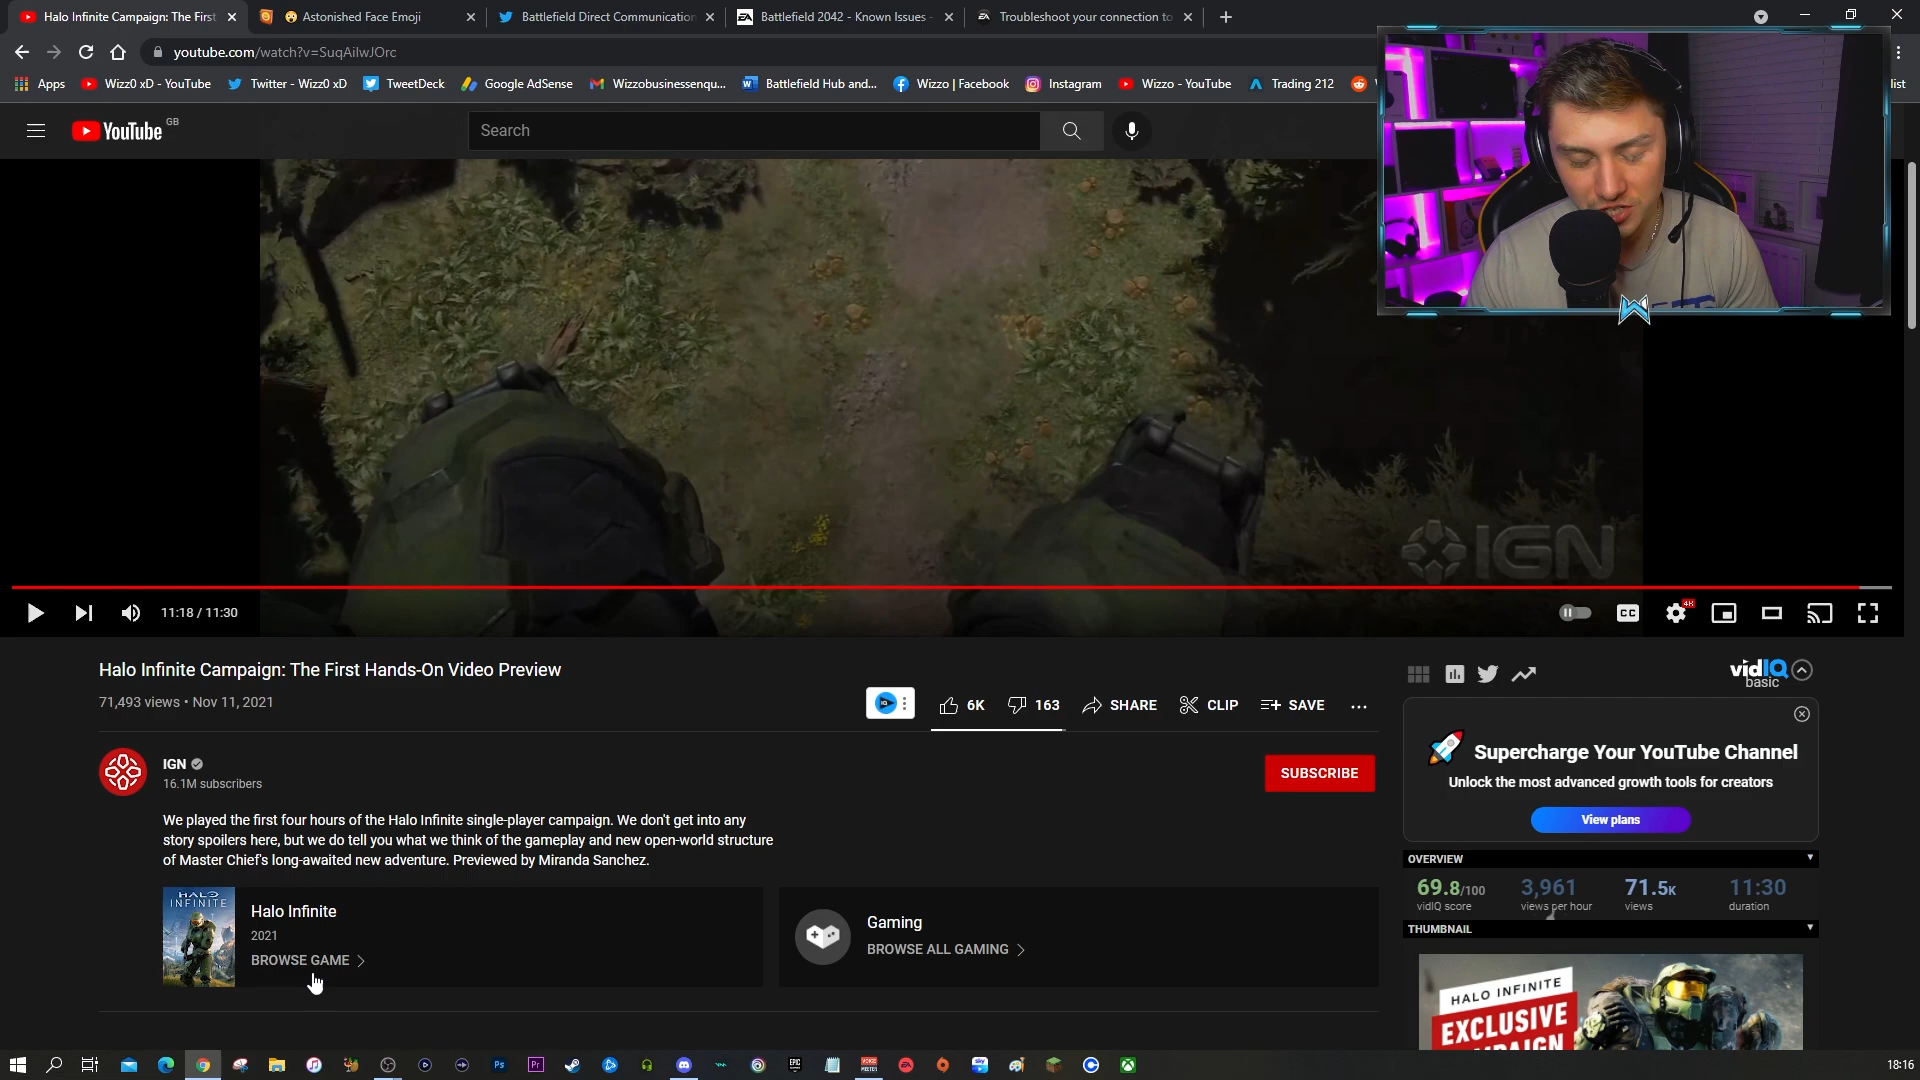 Halo Infinite Campaign: The First
😲 Astonished Face Emoji
Battlefield Direct Communication
Battlefield 2042 - Known Issues -
Troubleshoot your connection to
youtube.com/watch?v=SuqAilwJOrc
Apps
Wizz0 xD - YouTube
Twitter - Wizz0 xD
TweetDeck
Google AdSense
Wizzobusinessenqu...
Battlefield Hub and...
Wizzo | Facebook
Instagram
Wizzo - YouTube
Trading 212
list
YouTube GB
Search
IGN
11:18 / 11:30
CC
4K
Halo Infinite Campaign: The First Hands-On Video Preview
71,493 views • Nov 11, 2021
6K
163
SHARE
CLIP
SAVE
vidIQ
basic
IGN
16.1M subscribers
SUBSCRIBE
We played the first four hours of the Halo Infinite single-player campaign. We don't get into any
story spoilers here, but we do tell you what we think of the gameplay and new open-world structure
of Master Chief's long-awaited new adventure. Previewed by Miranda Sanchez.
HALO
INFINITE
Halo Infinite
2021
BROWSE GAME
Gaming
BROWSE ALL GAMING
Supercharge Your YouTube Channel
Unlock the most advanced growth tools for creators
View plans
OVERVIEW
69.8/100
vidIQ score
3,961
views per hour
71.5K
views
11:30
duration
THUMBNAIL
HALO INFINITE
EXCLUSIVE
Ps
Pr
EPIC
18:16